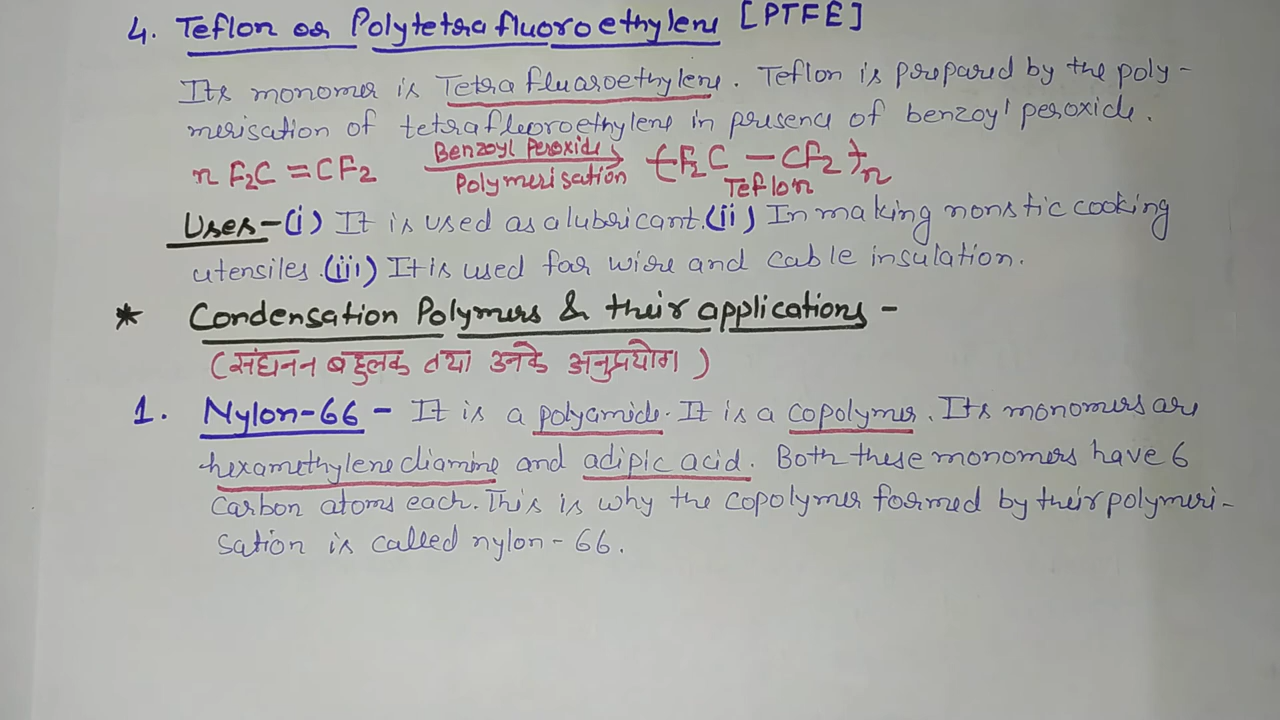 4. Teflon or Polytetrafluoroethylene [PTFE]
Its monomer is Tetrafluoroethylene. Teflon is prepared by the poly-
merisation of tetrafleoroethylene in presence of benzoyl peroxide.
n F₂C = CF₂ Benzoyl Peroxide Polymerisation (F₂C - CF₂)n Teflon
Uses - (i) It is used as a lubricant. (ii) In making nonstic cooking
utensiles. (iii) It is used for wire and cable insulation.
* Condensation Polymers & their applications -
(संघनन बहुलक तथा उनके अनुप्रयोग)
1. Nylon-66 - It is a polyamide. It is a copolymer. Its monomers are
hexamethylenediamine and adipic acid. Both these monomers have 6
carbon atoms each. This is why the copolymer formed by their polymeri-
sation is called nylon-66.